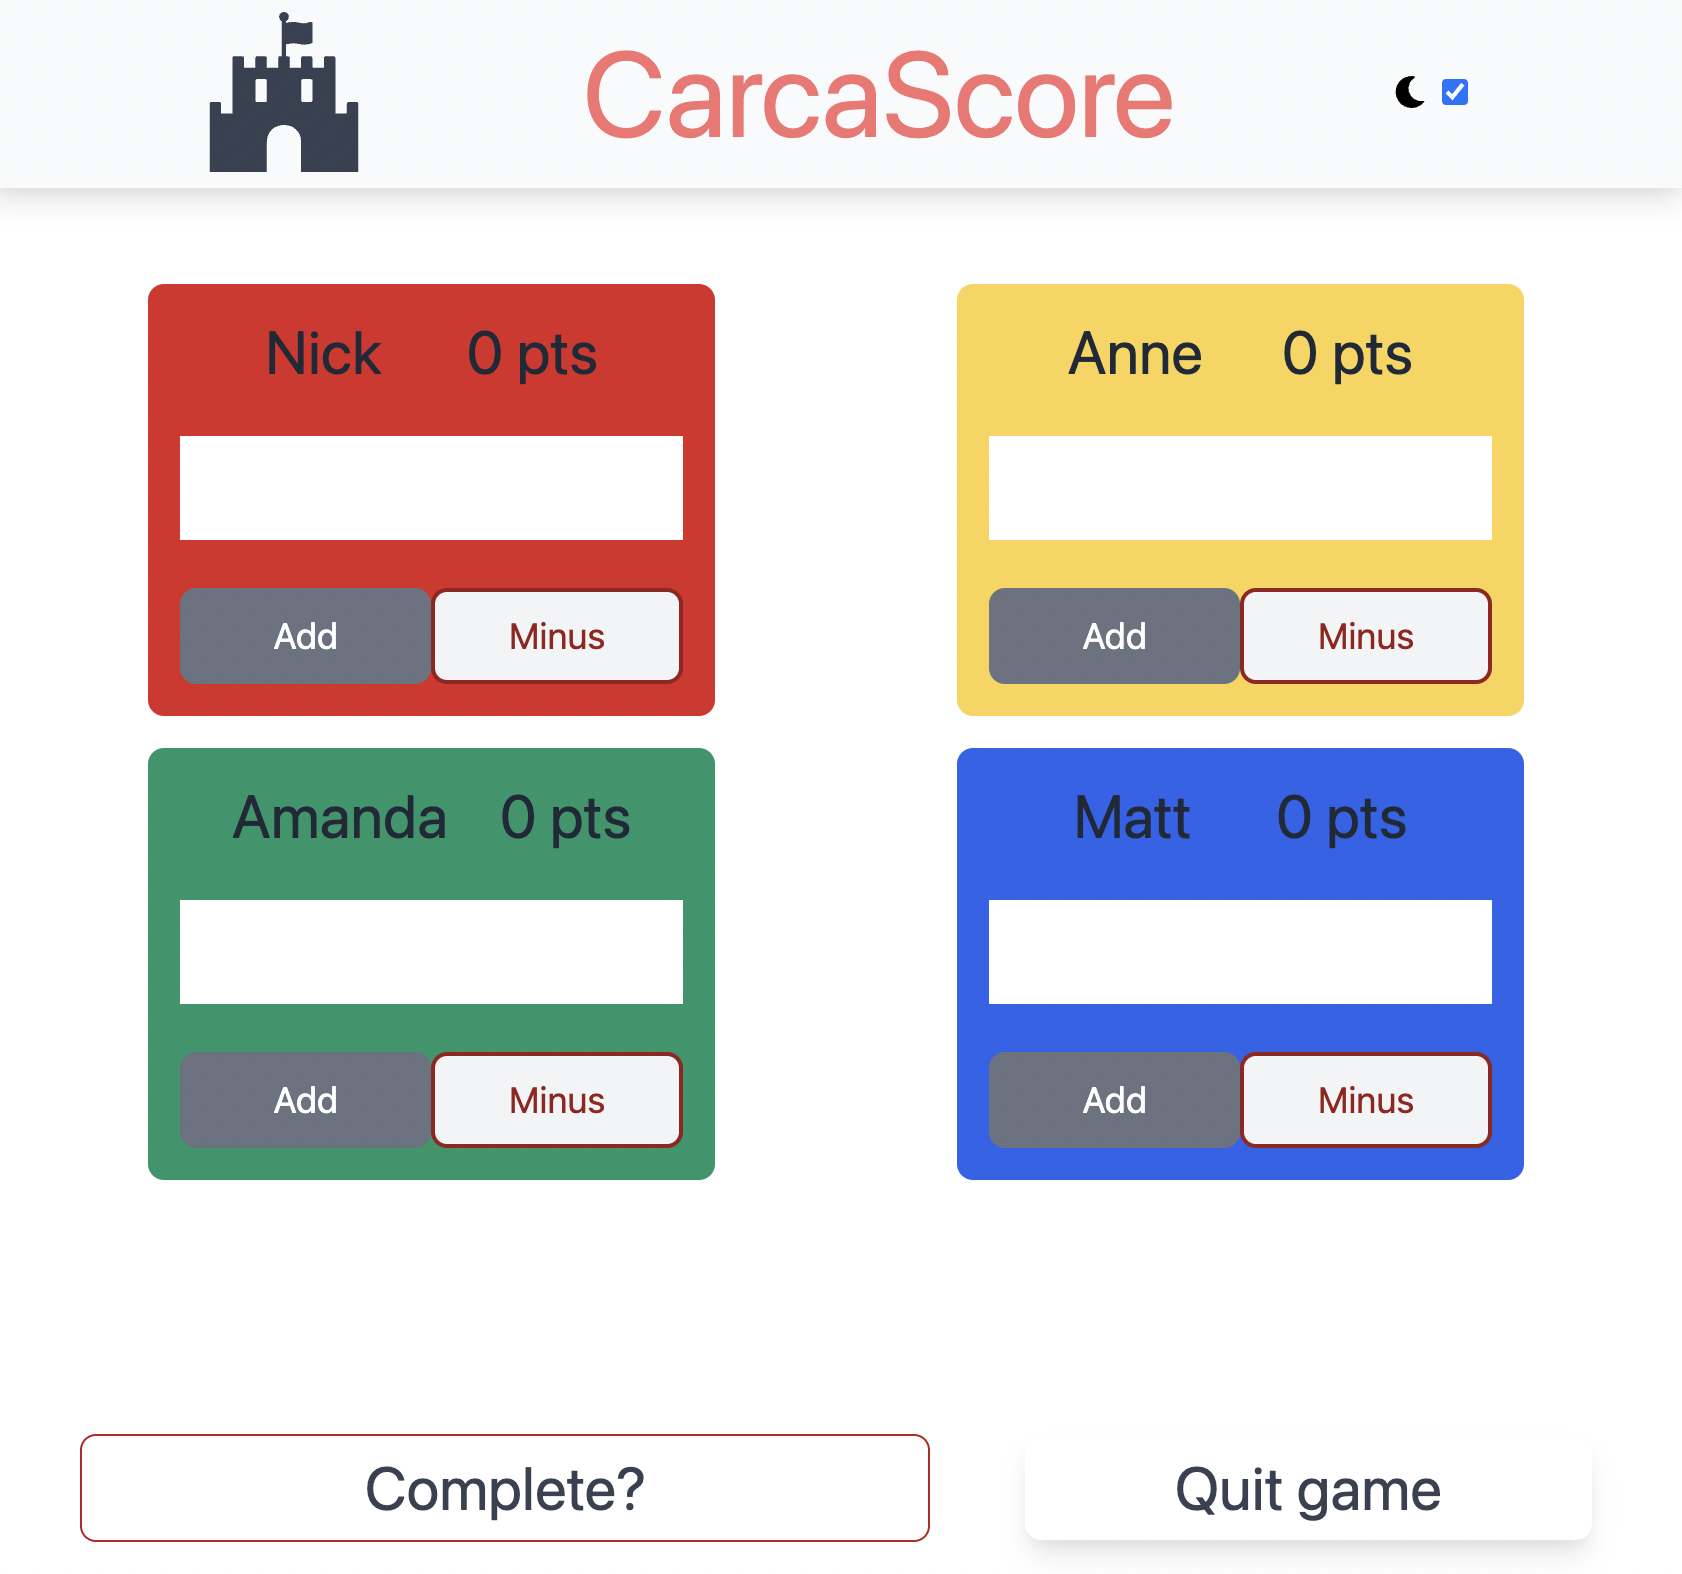 CarcaScore
Nick 0 pts
Add Minus
Anne 0 pts
Add Minus
Amanda 0 pts
Add Minus
Matt 0 pts
Add Minus
Complete?
Quit game